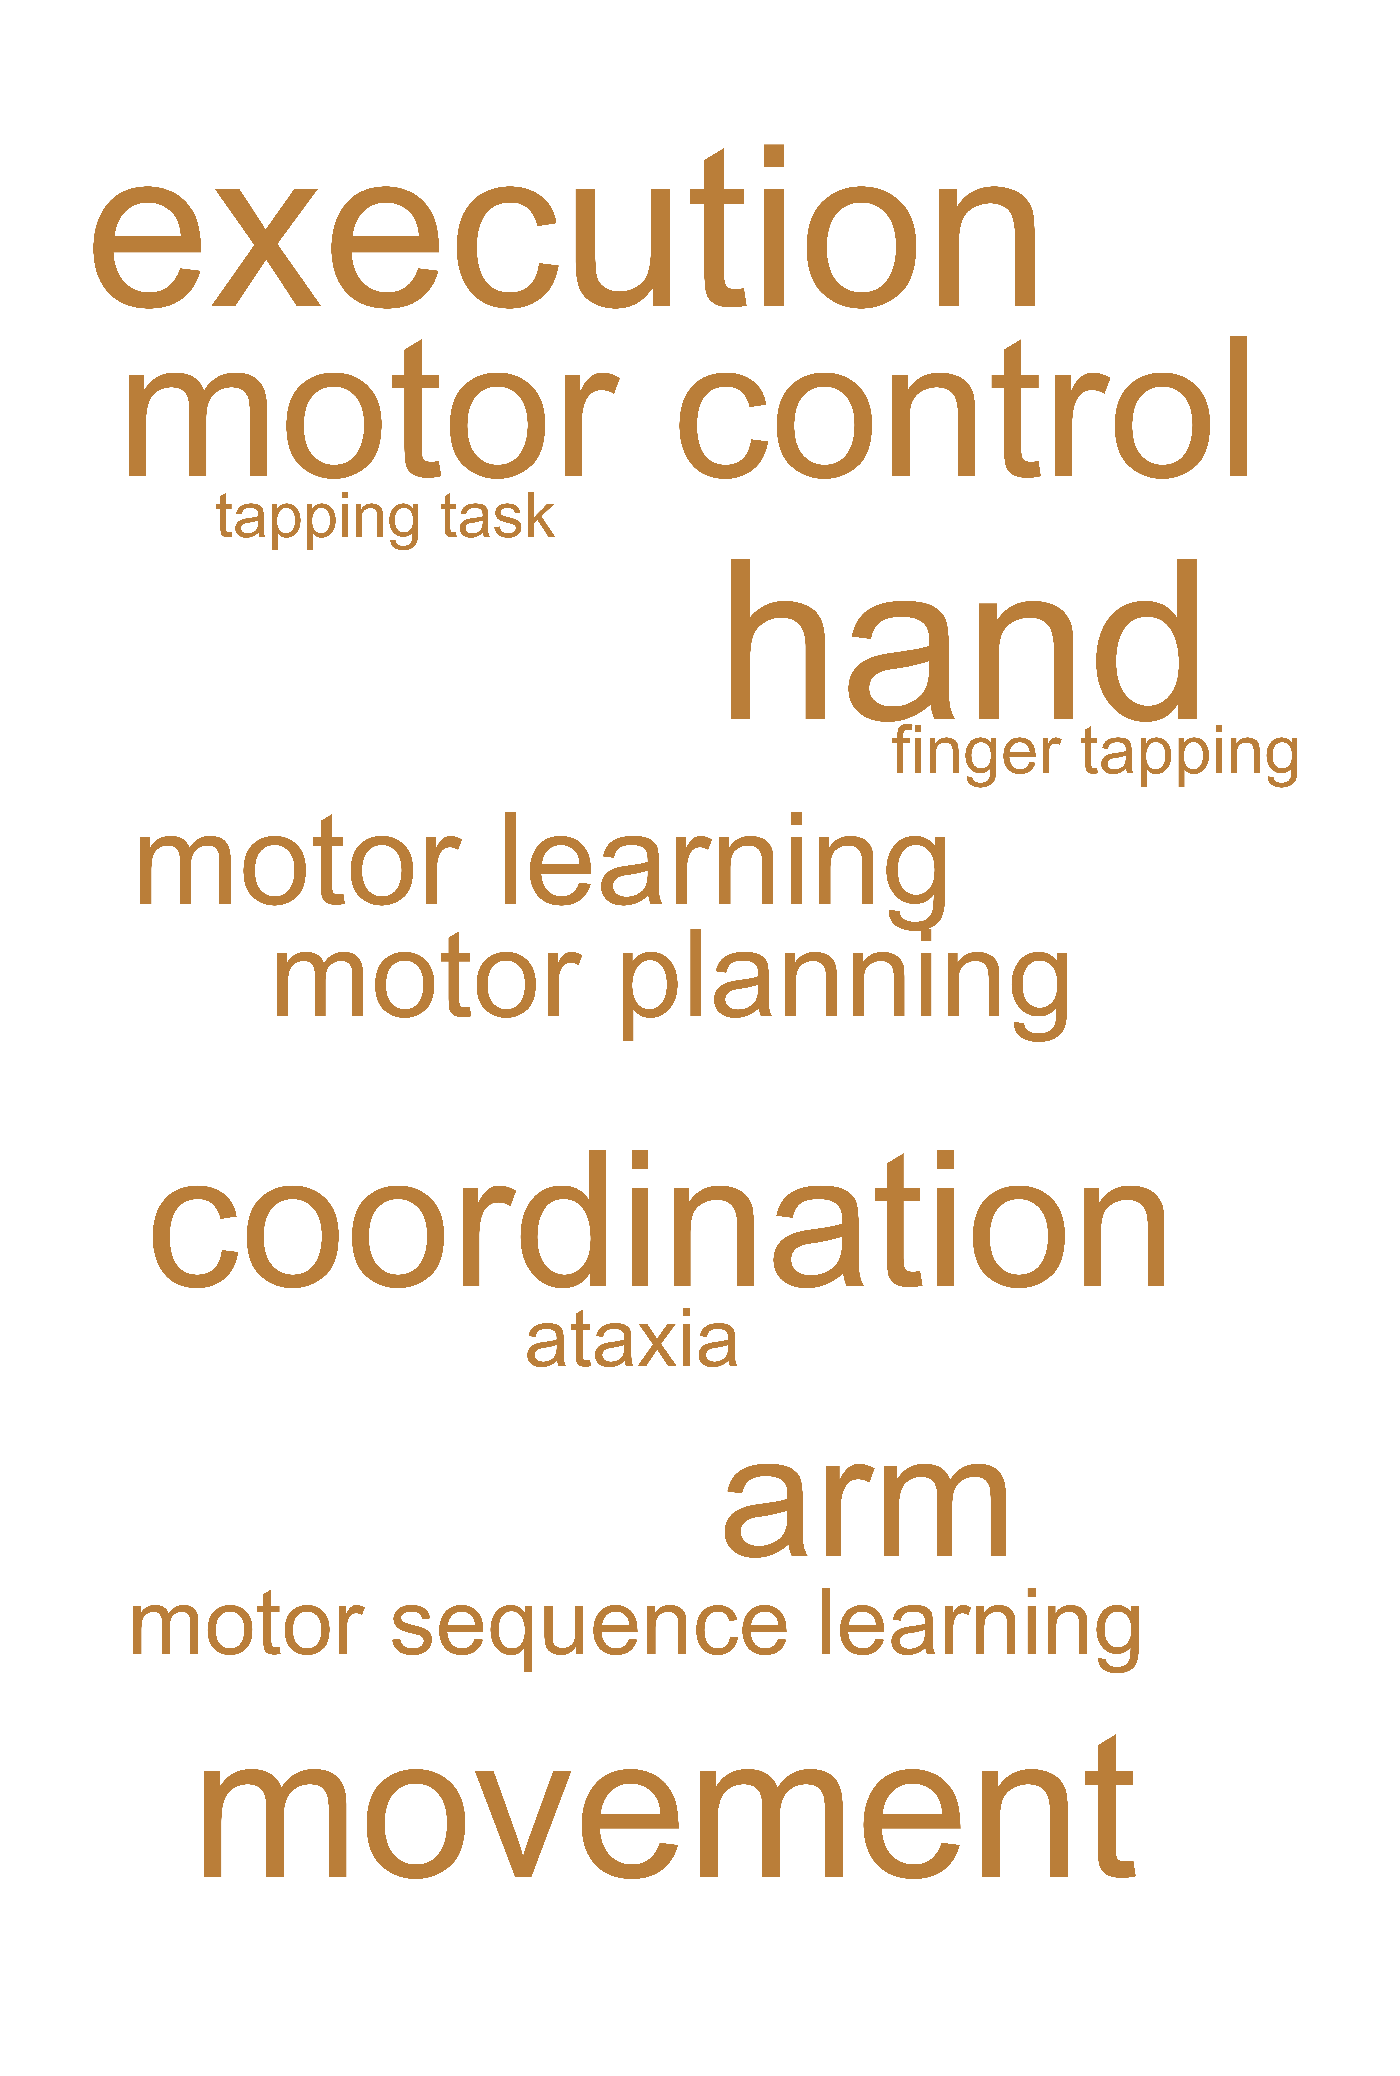 execution
motor control
tapping task
hand
finger tapping
motor learning
motor planning
coordination
ataxia
arm
motor sequence learning
movement